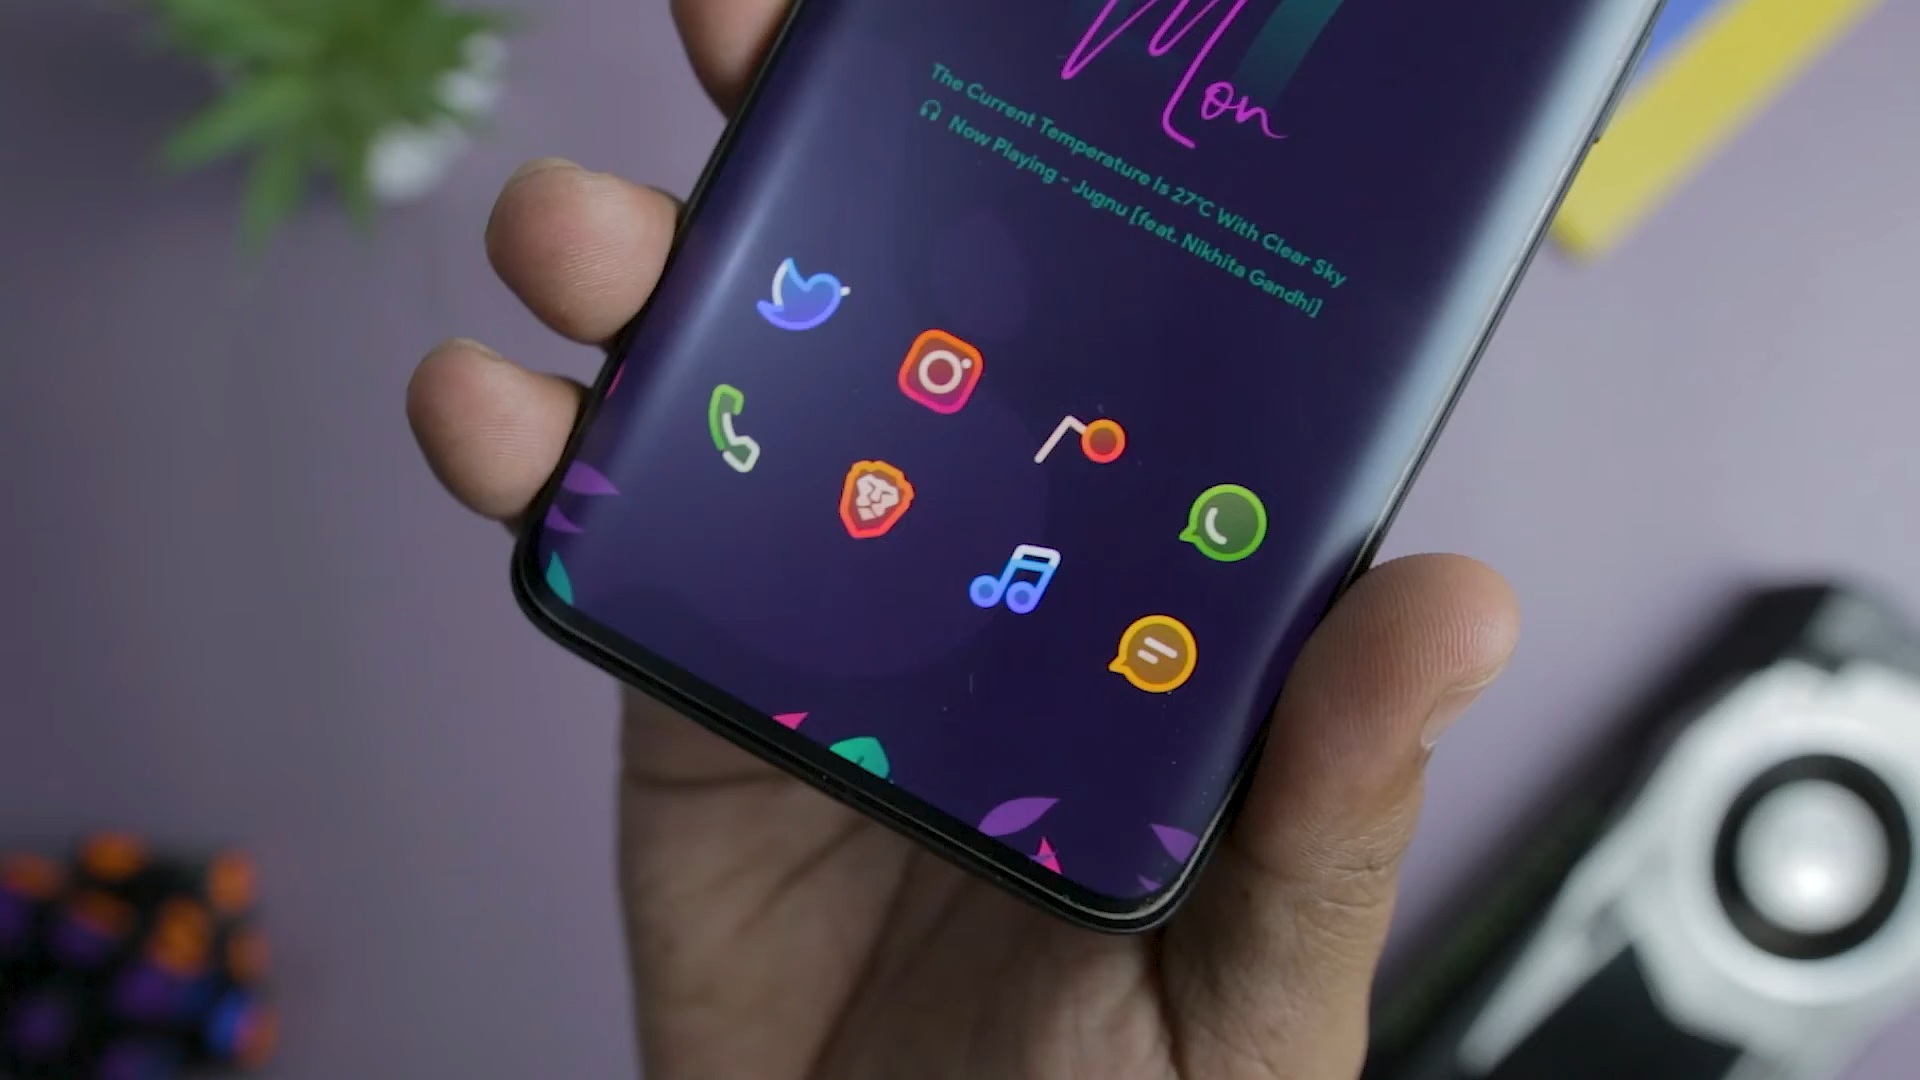 Mon
The Current Temperature Is 27°C With Clear Sky
Now Playing - Jugnu [feat. Nikhita Gandhi]